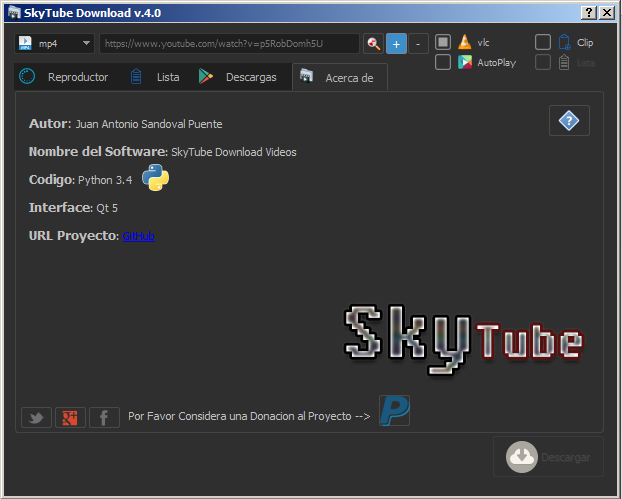 SkyTube Download v.4.0
mp4
https://www.youtube.com/watch?v=p5RobDomh5U
+ -
vlc
Clip
AutoPlay
Lista
Reproductor
Lista
Descargas
Acerca de
Autor: Juan Antonio Sandoval Puente
Nombre del Software: SkyTube Download Videos
Codigo: Python 3.4
Interface: Qt 5
URL Proyecto: GitHub
SkyTube
Por Favor Considera una Donacion al Proyecto -->
Descargar